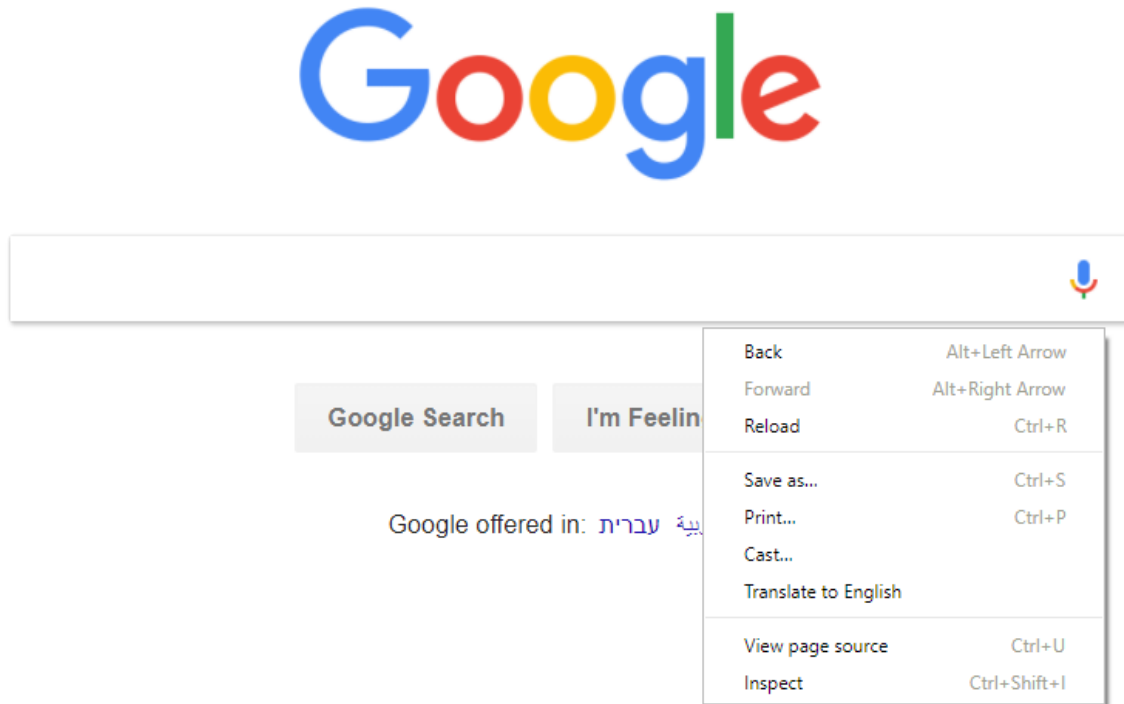 Google
Back Alt+Left Arrow
Forward Alt+Right Arrow
Reload Ctrl+R
Google Search I'm
Save as... Ctrl+S
Print... Ctrl+P
Google offered in: עברית
Cast...
Translate to English
View page source Ctrl+U
Inspect Ctrl+Shift+I